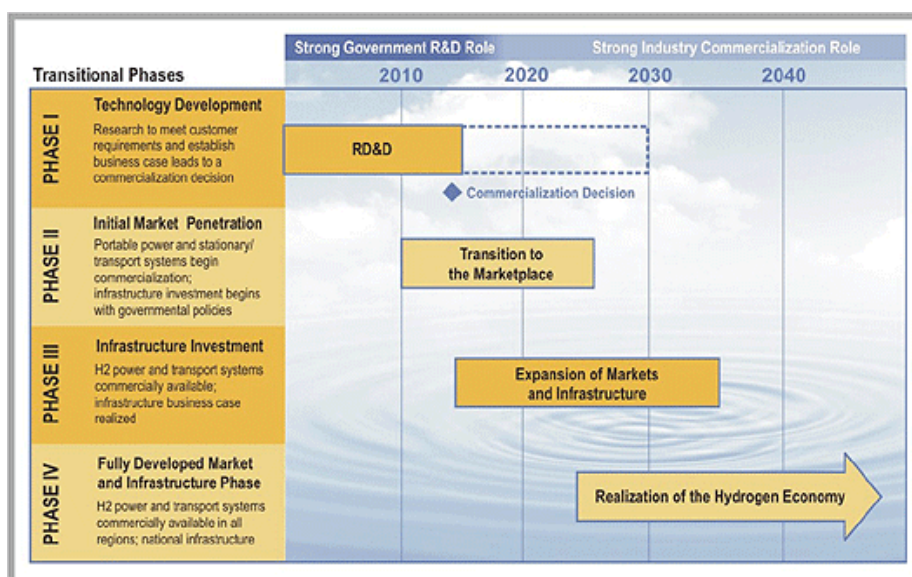 Strong Government R&D Role
Strong Industry Commercialization Role
Transitional Phases
2010
2020
2030
2040
PHASE I
Technology Development
Research to meet customer
requirements and establish
business case leads to a
commercialization decision
RD&D
Commercialization Decision
PHASE II
Initial Market Penetration
Portable power and stationary/
transport systems begin
commercialization;
infrastructure investment begins
with governmental policies
Transition to
the Marketplace
PHASE III
Infrastructure Investment
H2 power and transport systems
commercially available;
infrastructure business case
realized
Expansion of Markets
and Infrastructure
PHASE IV
Fully Developed Market
and Infrastructure Phase
H2 power and transport systems
commercially available in all
regions; national infrastructure
Realization of the Hydrogen Economy